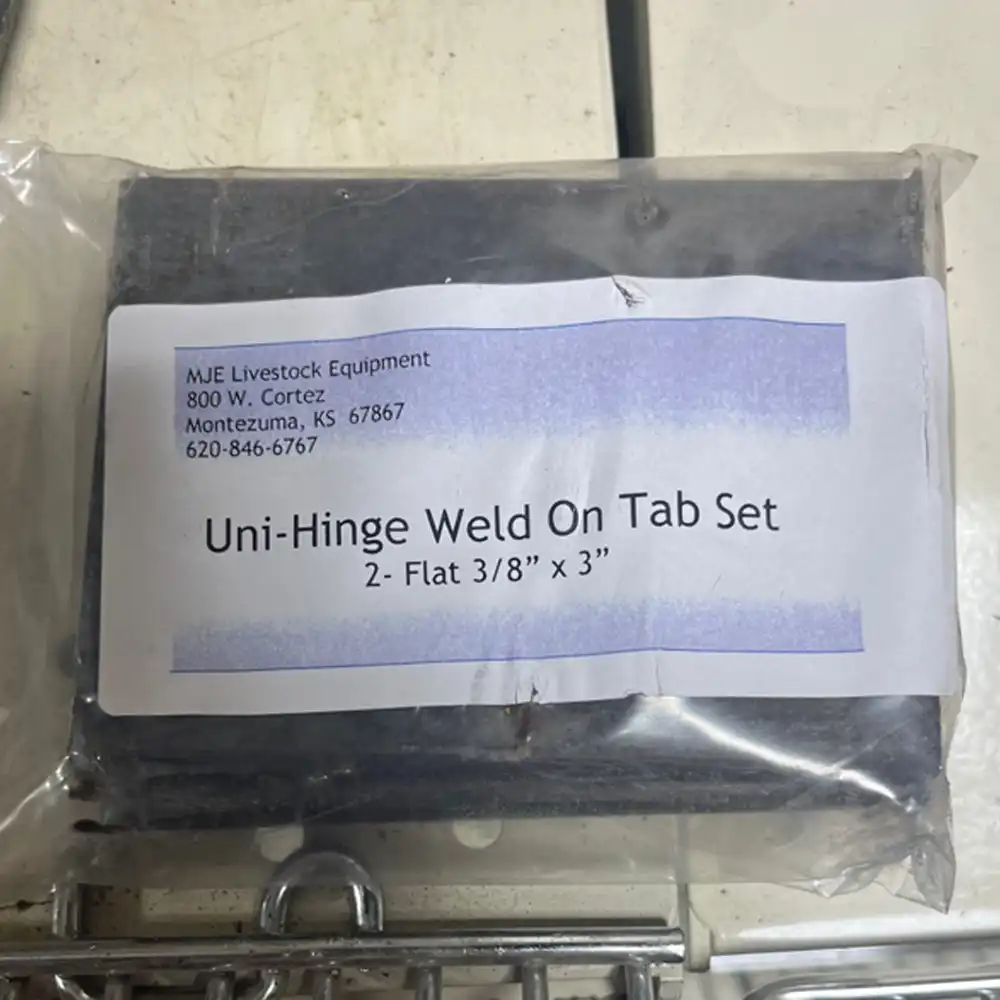 MJE Livestock Equipment
800 W. Cortez
Montezuma, KS 67867
620-846-6767
Uni-Hinge Weld On Tab Set
2- Flat 3/8” x 3”